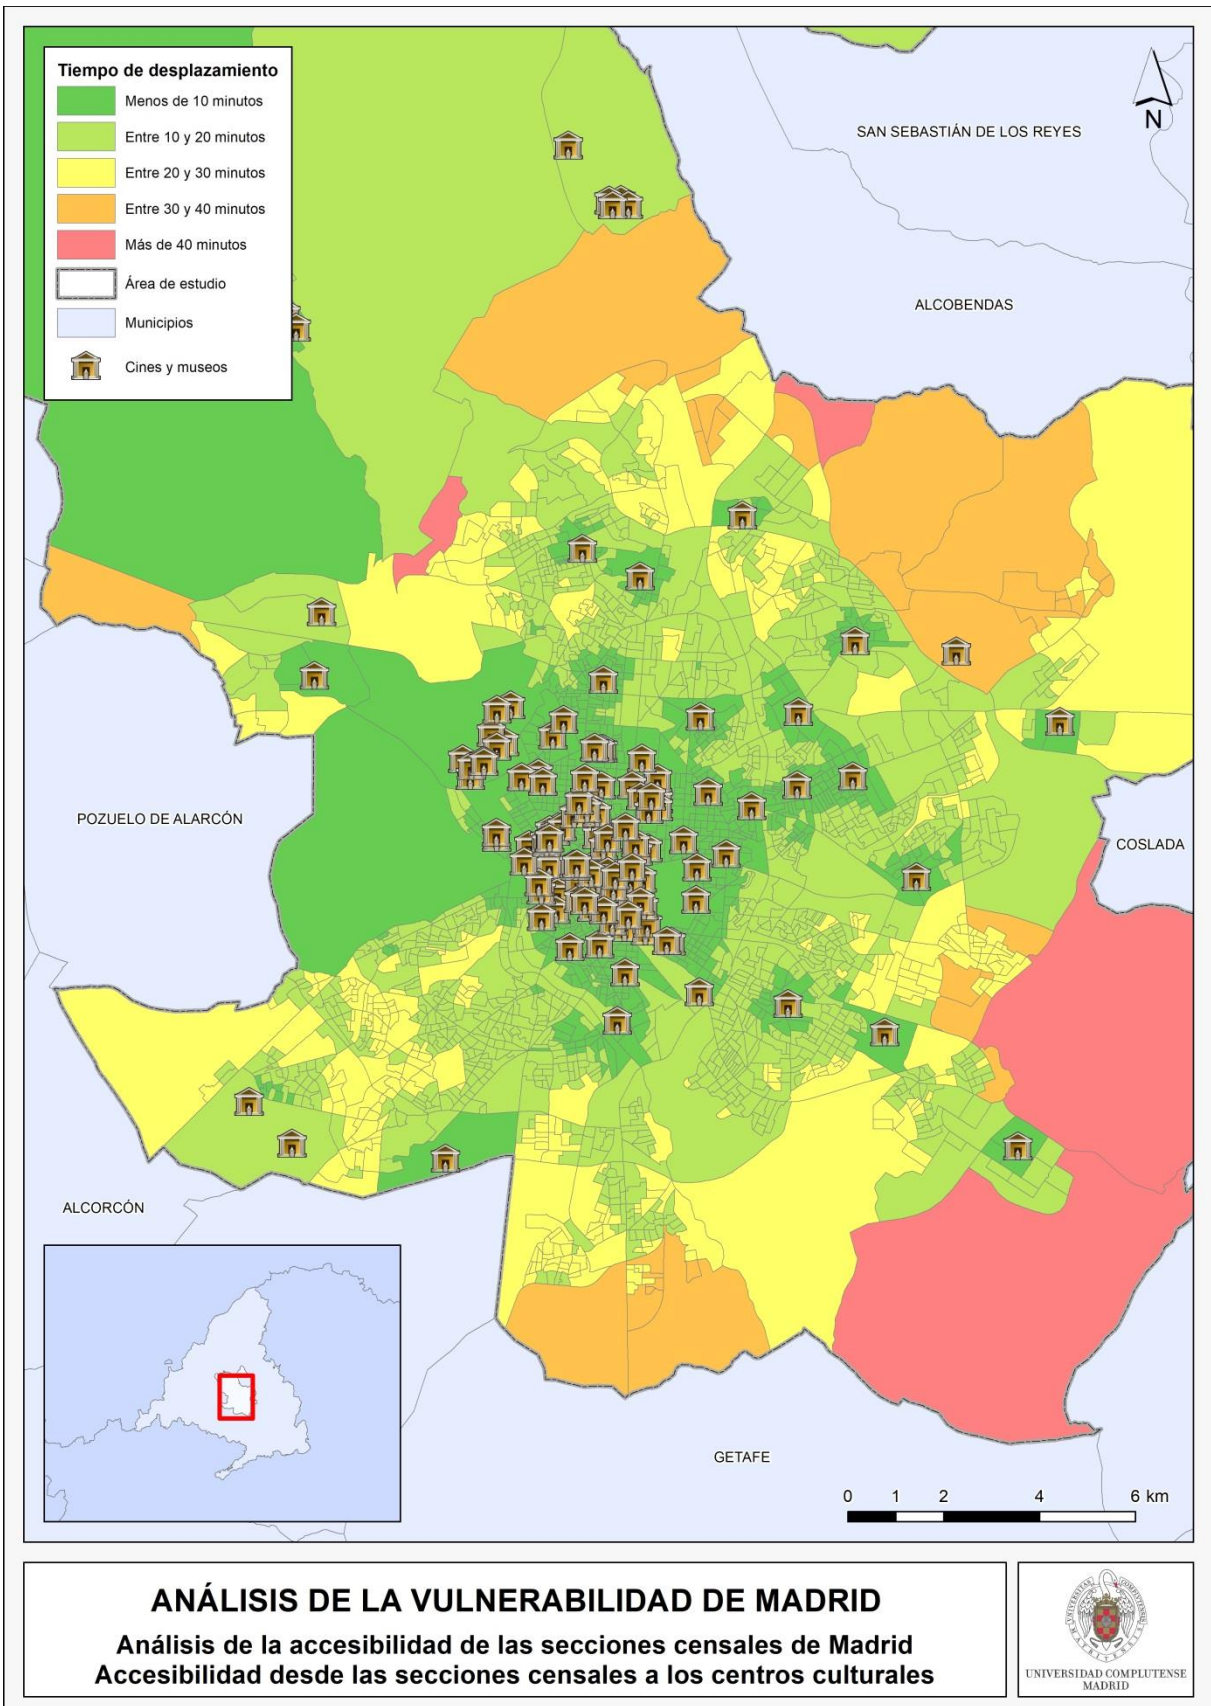 Tiempo de desplazamiento
Menos de 10 minutos
Entre 10 y 20 minutos
Entre 20 y 30 minutos
Entre 30 y 40 minutos
Más de 40 minutos
Área de estudio
Municipios
Cines y museos
N
SAN SEBASTIÁN DE LOS REYES
ALCOBENDAS
POZUELO DE ALARCÓN
COSLADA
ALCORCÓN
GETAFE
0 1 2 4 6 km
ANÁLISIS DE LA VULNERABILIDAD DE MADRID
Análisis de la accesibilidad de las secciones censales de Madrid
Accesibilidad desde las secciones censales a los centros culturales
UNIVERSIDAD COMPLUTENSE
MADRID